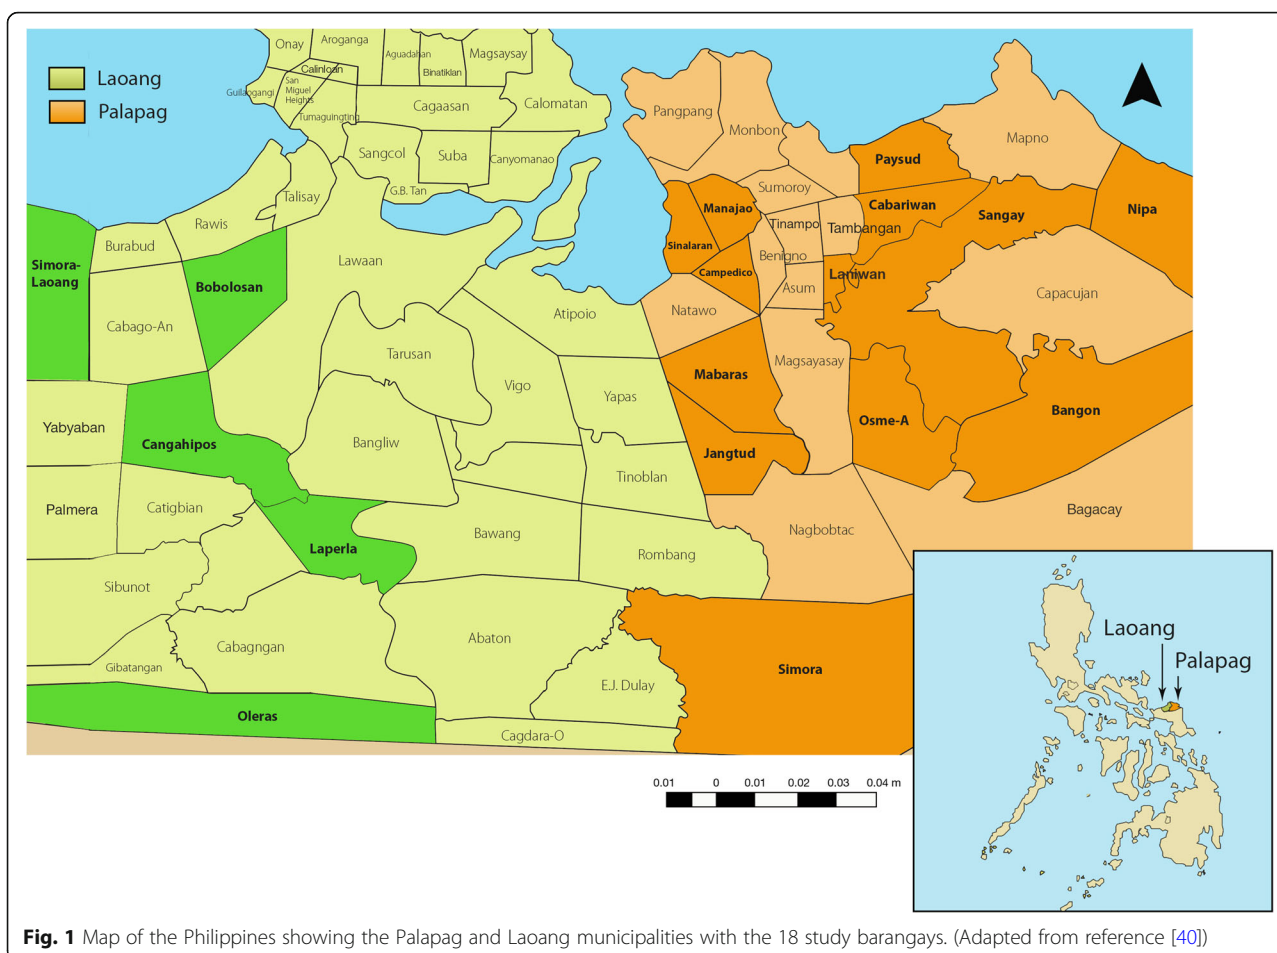 Laoang
Palapag
Onay
Aroganga
Aguadahan
Magsaysay
Binatiklan
Calinloan
San
Miguel
Heights
Guilaogangi
Tumaguingting
Cagaasan
Calomatan
Sangcol
Suba
Canyomanao
G.B. Tan
Talisay
Rawis
Burabud
Simora-
Laoang
Bobolosan
Lawaan
Cabago-An
Atipoio
Tarusan
Vigo
Yapas
Yabyaban
Cangahipos
Bangliw
Tinoblan
Palmera
Catigbian
Laperla
Bawang
Rombang
Sibunot
Cabagngan
Abaton
Gibatangan
E.J. Dulay
Oleras
Cagdara-O
Pangpang
Monbon
Mapno
Paysud
Sumoroy
Manajao
Cabariwan
Sangay
Nipa
Tinampo
Tambangan
Sinalaran
Benigno
Campedico
Laniwan
Asum
Capacujan
Natawo
Magsayasay
Mabaras
Osme-A
Bangon
Jangtud
Nagbobtac
Bagacay
Simora
0.01 0 0.01 0.02 0.03 0.04 m
Laoang
Palapag
Fig. 1 Map of the Philippines showing the Palapag and Laoang municipalities with the 18 study barangays. (Adapted from reference [40])